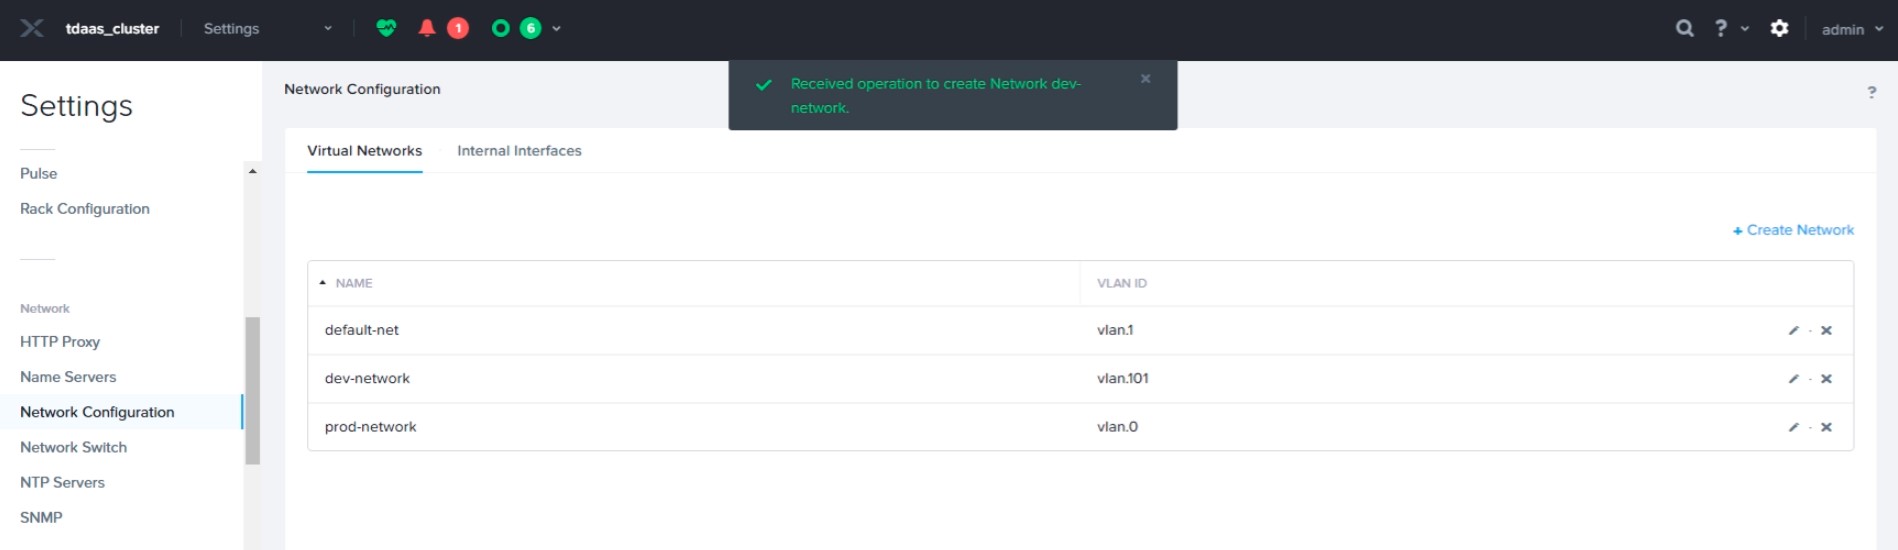 tdaas_cluster Settings 1 6 ? admin
Received operation to create Network dev-
network.
Settings
Pulse
Rack Configuration
Network
HTTP Proxy
Name Servers
Network Configuration
Network Switch
NTP Servers
SNMP
Network Configuration ?
Virtual Networks Internal Interfaces
+ Create Network
NAME VLAN ID
default-net vlan.1
dev-network vlan.101
prod-network vlan.0